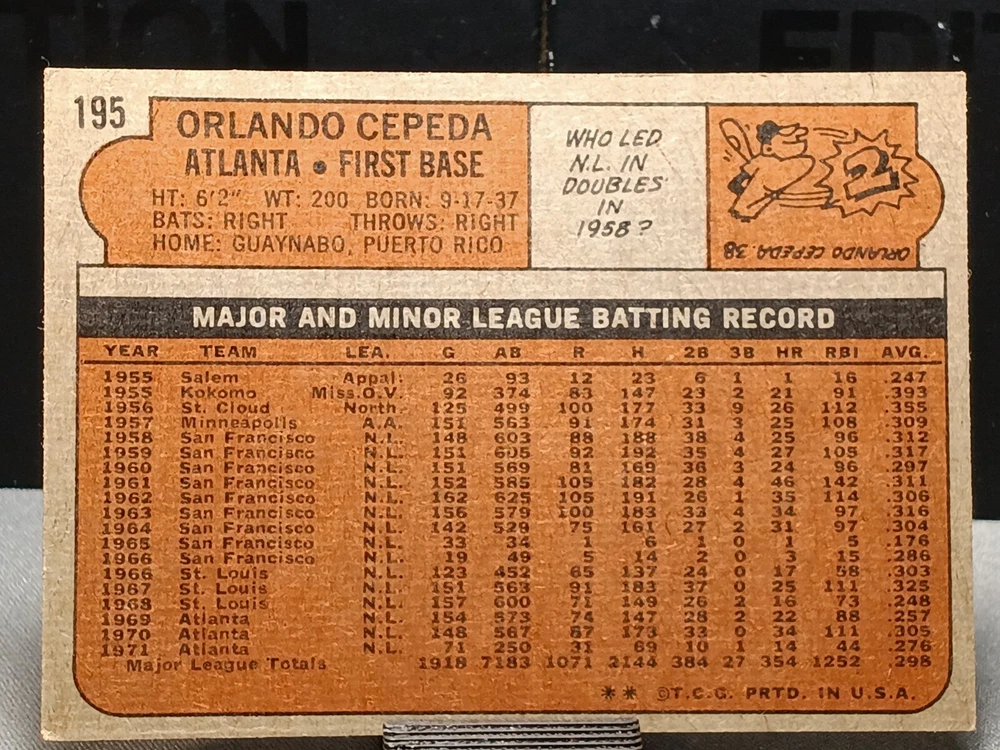 TION
EDIT
195
ORLANDO CEPEDA
ATLANTA • FIRST BASE
HT: 6'2" WT: 200 BORN: 9-17-37
BATS: RIGHT THROWS: RIGHT
HOME: GUAYNABO, PUERTO RICO
WHO LED
N.L. IN
DOUBLES
IN
1958?
2
ORLANDO CEPEDA. 38
MAJOR AND MINOR LEAGUE BATTING RECORD
YEAR TEAM LEA. G AB R H 2B 3B HR RBI AVG.
1955 Salem Appal. 26 93 12 23 6 1 1 16 .247
1955 Kokomo Miss.O.V. 92 374 83 147 23 2 21 91 .393
1956 St. Cloud North. 125 499 100 177 33 9 26 112 .355
1957 Minneapolis A.A. 151 563 91 174 31 3 25 108 .309
1958 San Francisco N.L. 148 603 88 188 38 4 25 96 .312
1959 San Francisco N.L. 151 605 92 192 35 4 27 105 .317
1960 San Francisco N.L. 151 569 81 169 36 3 24 96 .297
1961 San Francisco N.L. 152 585 105 182 28 4 46 142 .311
1962 San Francisco N.L. 162 625 105 191 26 1 35 114 .306
1963 San Francisco N.L. 156 579 100 183 33 4 34 97 .316
1964 San Francisco N.L. 142 529 75 161 27 2 31 97 .304
1965 San Francisco N.L. 33 34 1 6 1 0 1 5 .176
1966 San Francisco N.L. 19 49 5 14 2 0 3 15 .286
1966 St. Louis N.L. 123 452 65 137 24 0 17 58 .303
1967 St. Louis N.L. 151 563 91 183 37 0 25 111 .325
1968 St. Louis N.L. 157 600 71 149 26 2 16 73 .248
1969 Atlanta N.L. 154 573 74 147 28 2 22 88 .257
1970 Atlanta N.L. 148 567 87 173 33 0 34 111 .305
1971 Atlanta N.L. 71 250 31 69 10 1 14 44 .276
Major League Totals 1918 7183 1071 2144 384 27 354 1252 .298
** ©T.C.G. PRTD. IN U.S.A.